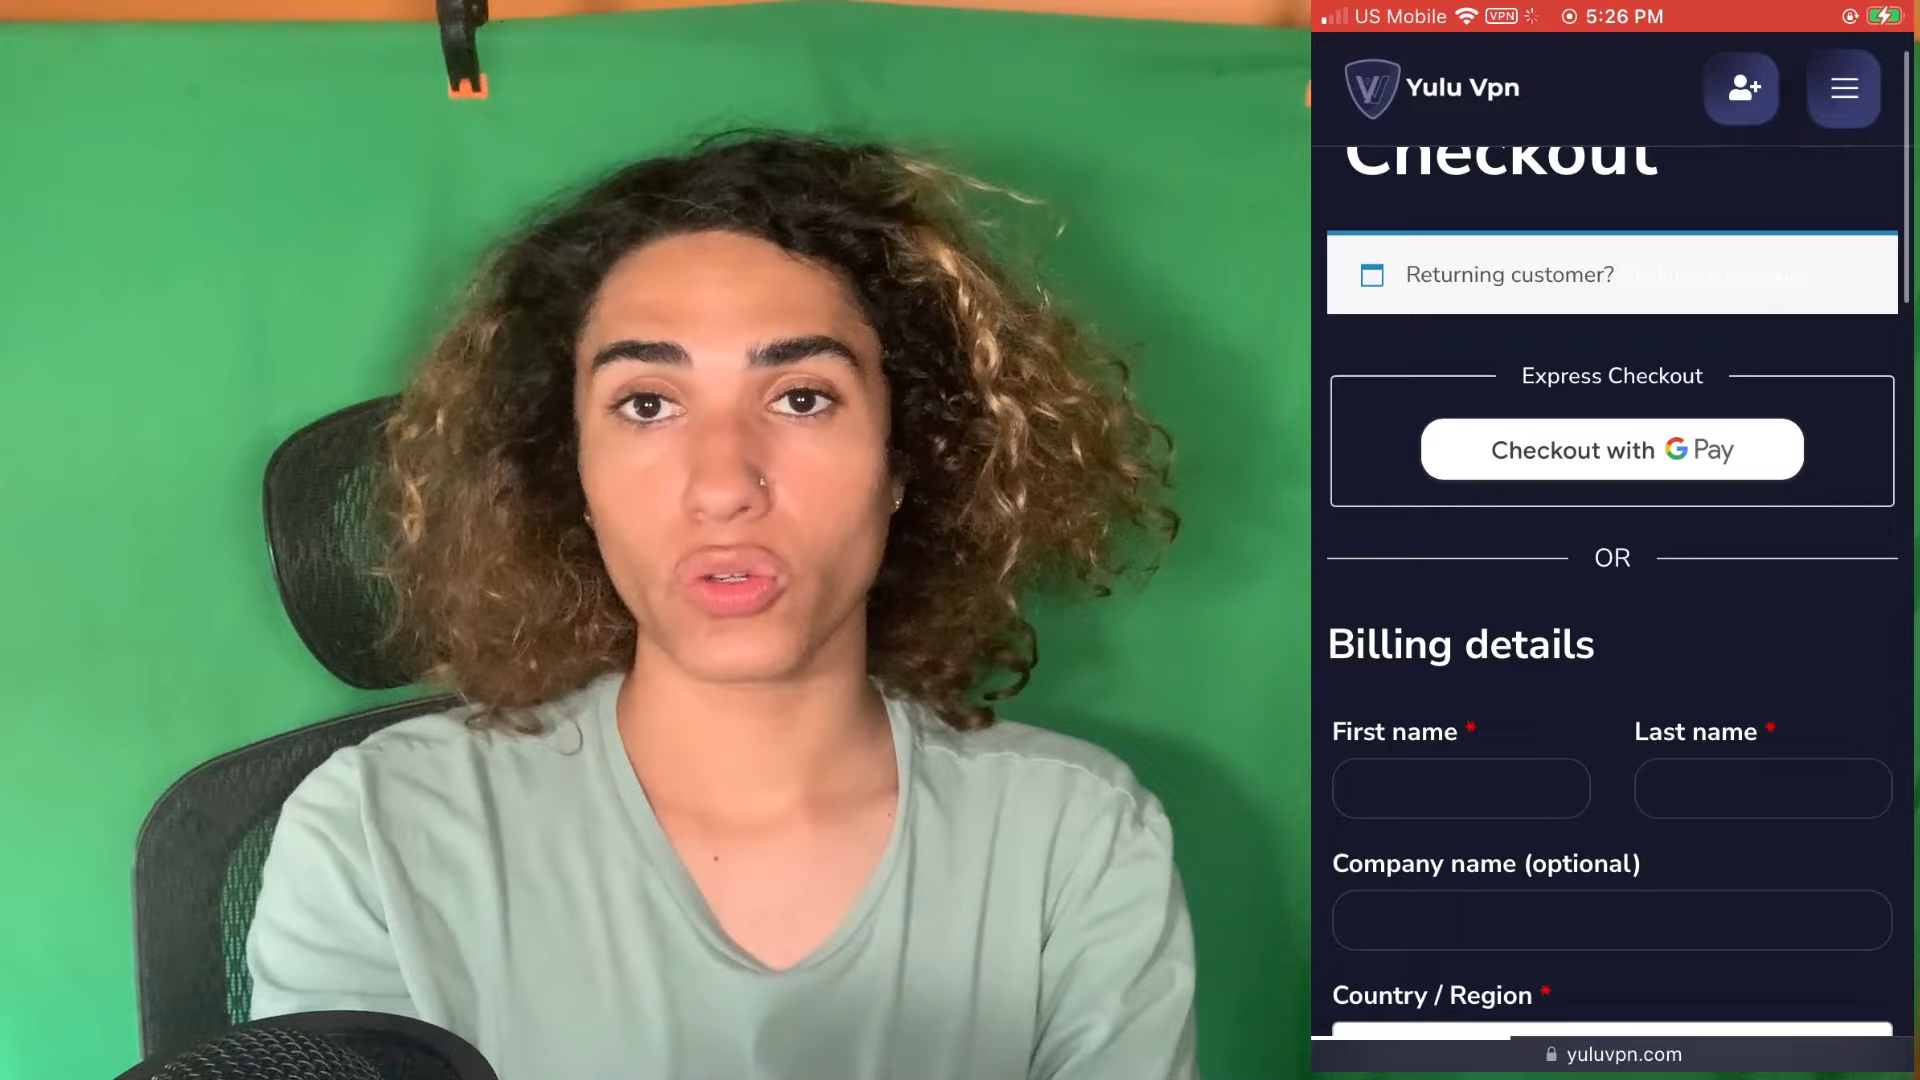 US Mobile VPN 5:26 PM
Yulu Vpn
Checkout
Returning customer?
Express Checkout
Checkout with G Pay
OR
Billing details
First name * Last name *
Company name (optional)
Country / Region *
yuluvpn.com